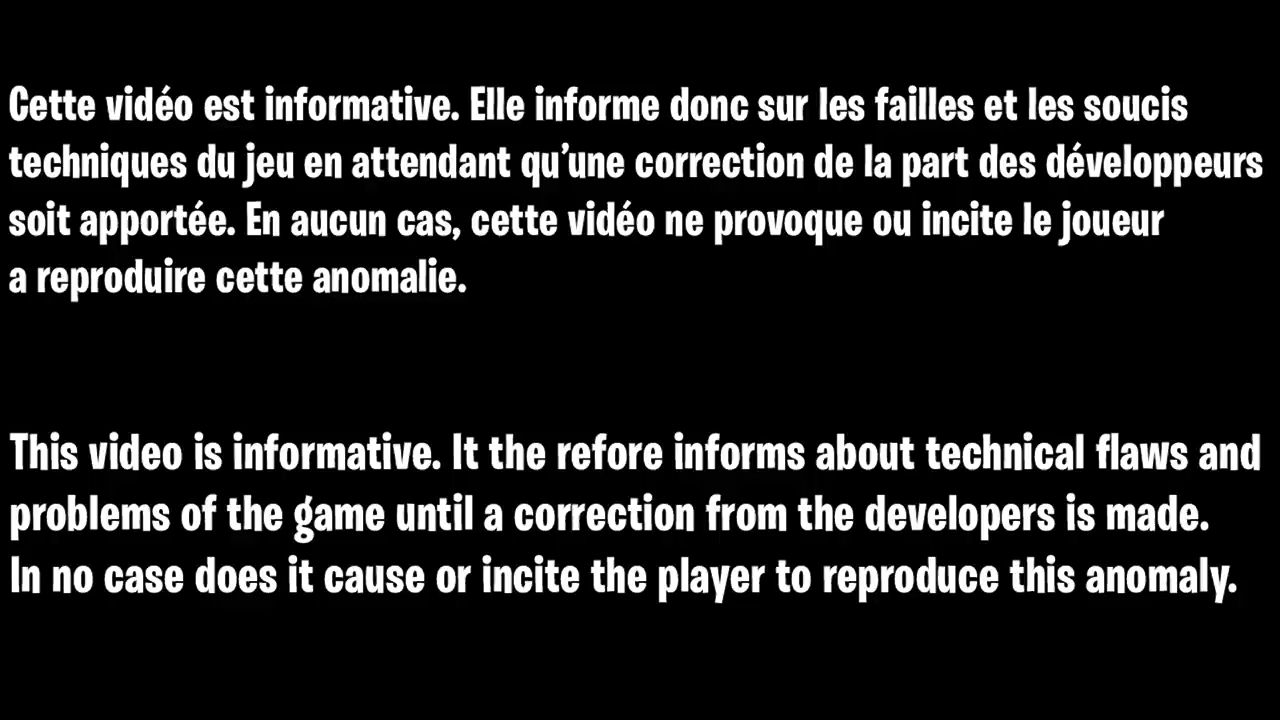 Cette vidéo est informative. Elle informe donc sur les failles et les soucis
techniques du jeu en attendant qu’une correction de la part des développeurs
soit apportée. En aucun cas, cette vidéo ne provoque ou incite le joueur
a reproduire cette anomalie.
This video is informative. It the refore informs about technical flaws and
problems of the game until a correction from the developers is made.
In no case does it cause or incite the player to reproduce this anomaly.